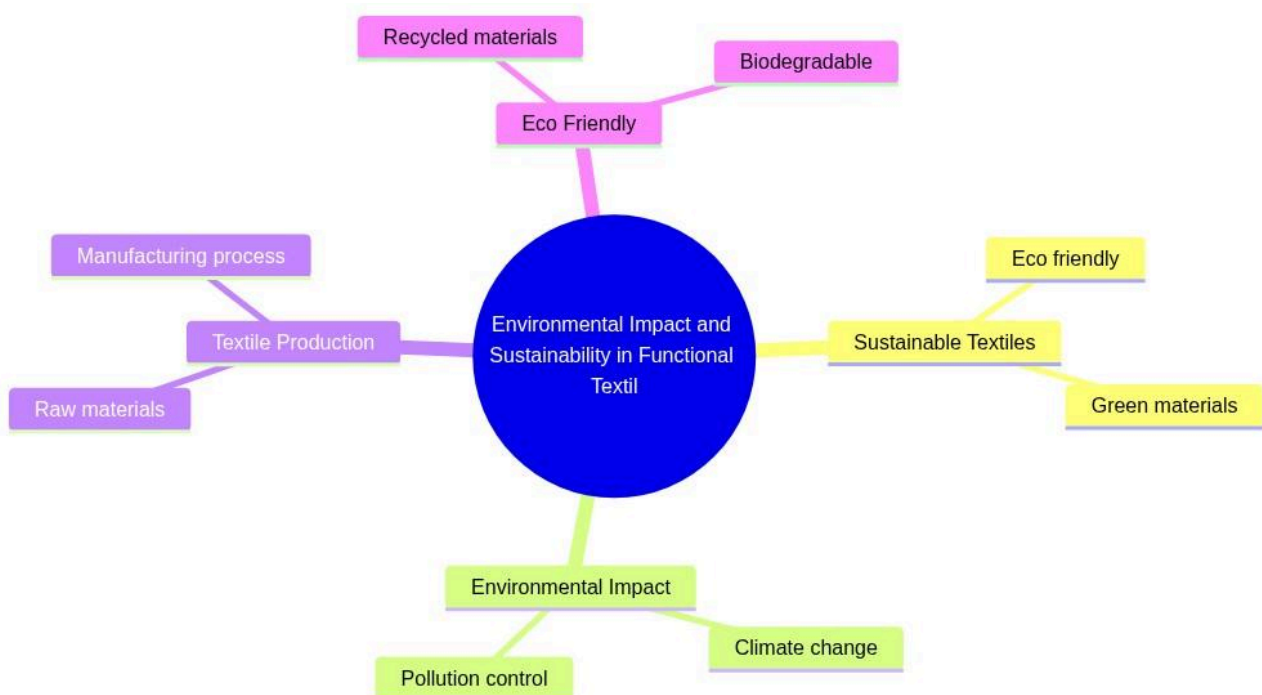 Recycled materials
Biodegradable
Eco Friendly
Manufacturing process
Textile Production
Raw materials
Environmental Impact and
Sustainability in Functional
Textil
Eco friendly
Sustainable Textiles
Green materials
Environmental Impact
Climate change
Pollution control